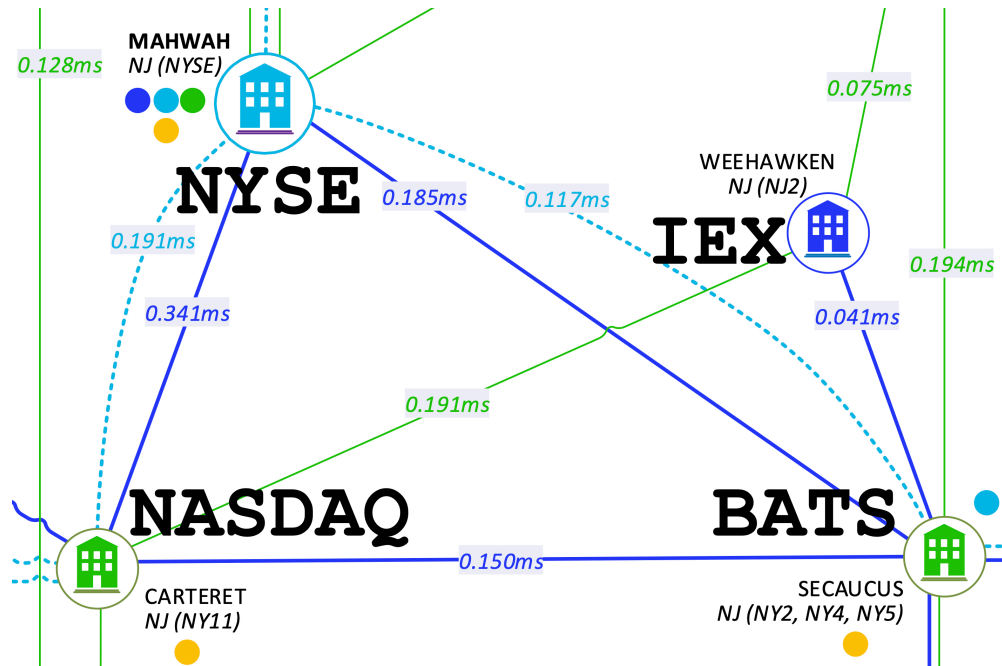 MAHWAH
NJ (NYSE)
0.128ms
0.075ms
WEEHAWKEN
NJ (NJ2)
NYSE
0.185ms
0.117ms
IEX
0.191ms
0.194ms
0.341ms
0.041ms
0.191ms
NASDAQ
BATS
0.150ms
CARTERET
NJ (NY11)
SECAUCUS
NJ (NY2, NY4, NY5)